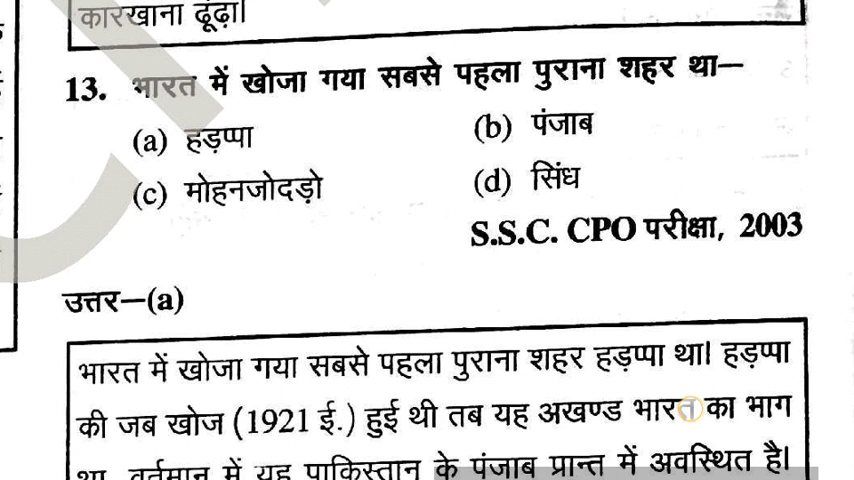 कारखाना ढूंढ़ा।
13. भारत में खोजा गया सबसे पहला पुराना शहर था—
(a) हड़प्पा (b) पंजाब
(c) मोहनजोदड़ो (d) सिंध
S.S.C. CPO परीक्षा, 2003
उत्तर—(a)
भारत में खोजा गया सबसे पहला पुराना शहर हड़प्पा था। हड़प्पा
की जब खोज (1921 ई.) हुई थी तब यह अखण्ड भारत का भाग
था, वर्तमान में यह पाकिस्तान के पंजाब प्रान्त में अवस्थित है।